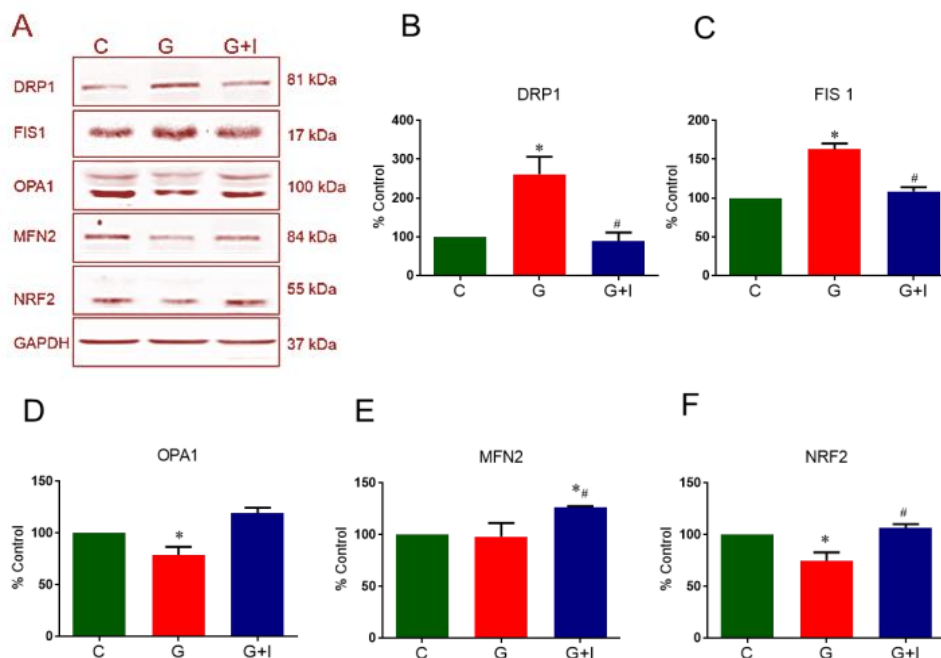 A
C G G+I
DRP1 81 kDa
FIS1 17 kDa
OPA1 100 kDa
MFN2 84 kDa
NRF2 55 kDa
GAPDH 37 kDa
B
DRP1
% Control
400
300
200
100
0
*
#
C G G+I
C
FIS 1
% Control
200
150
100
50
0
*
#
C G G+I
D
OPA1
% Control
150
100
50
0
*
C G G+I
E
MFN2
% Control
150
100
50
0
*#
C G G+I
F
NRF2
% Control
150
100
50
0
*
#
C G G+I